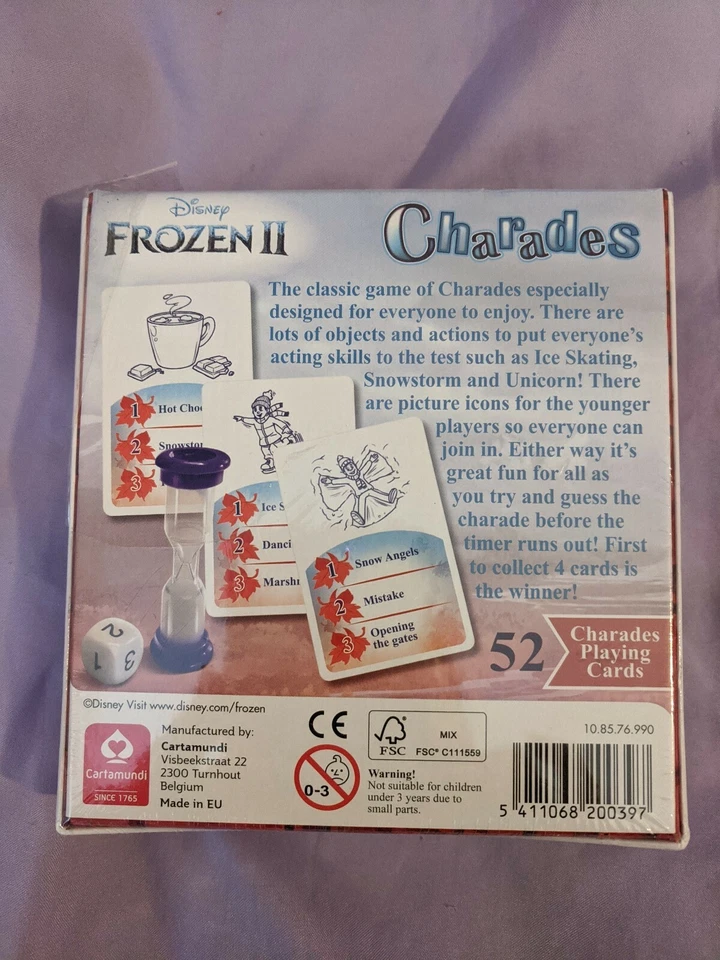 Disney
FROZEN II
Charades
The classic game of Charades especially
designed for everyone to enjoy. There are
lots of objects and actions to put everyone's
acting skills to the test such as Ice Skating,
Snowstorm and Unicorn! There
are picture icons for the younger
players so everyone can
join in. Either way it's
great fun for all as
you try and guess the
charade before the
timer runs out! First
to collect 4 cards is
the winner!
1 Hot Cho
2 Snowsto
3
1 Ice S
2 Danci
3 Marsh
1 Snow Angels
2 Mistake
3 Opening
the gates
2
1 3
52
Charades
Playing
Cards
©Disney Visit www.disney.com/frozen
Cartamundi
SINCE 1765
Manufactured by:
Cartamundi
Visbeekstraat 22
2300 Turnhout
Belgium
Made in EU
CE
0-3
FSC
MIX
FSC® C111559
Warning!
Not suitable for children
under 3 years due to
small parts.
10.85.76.990
5 411068 200397